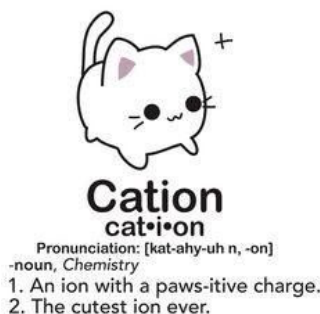 Cation
cat•i•on
Pronunciation: [kat-ahy-uh n, -on]
-noun, Chemistry
1. An ion with a paws-itive charge.
2. The cutest ion ever.